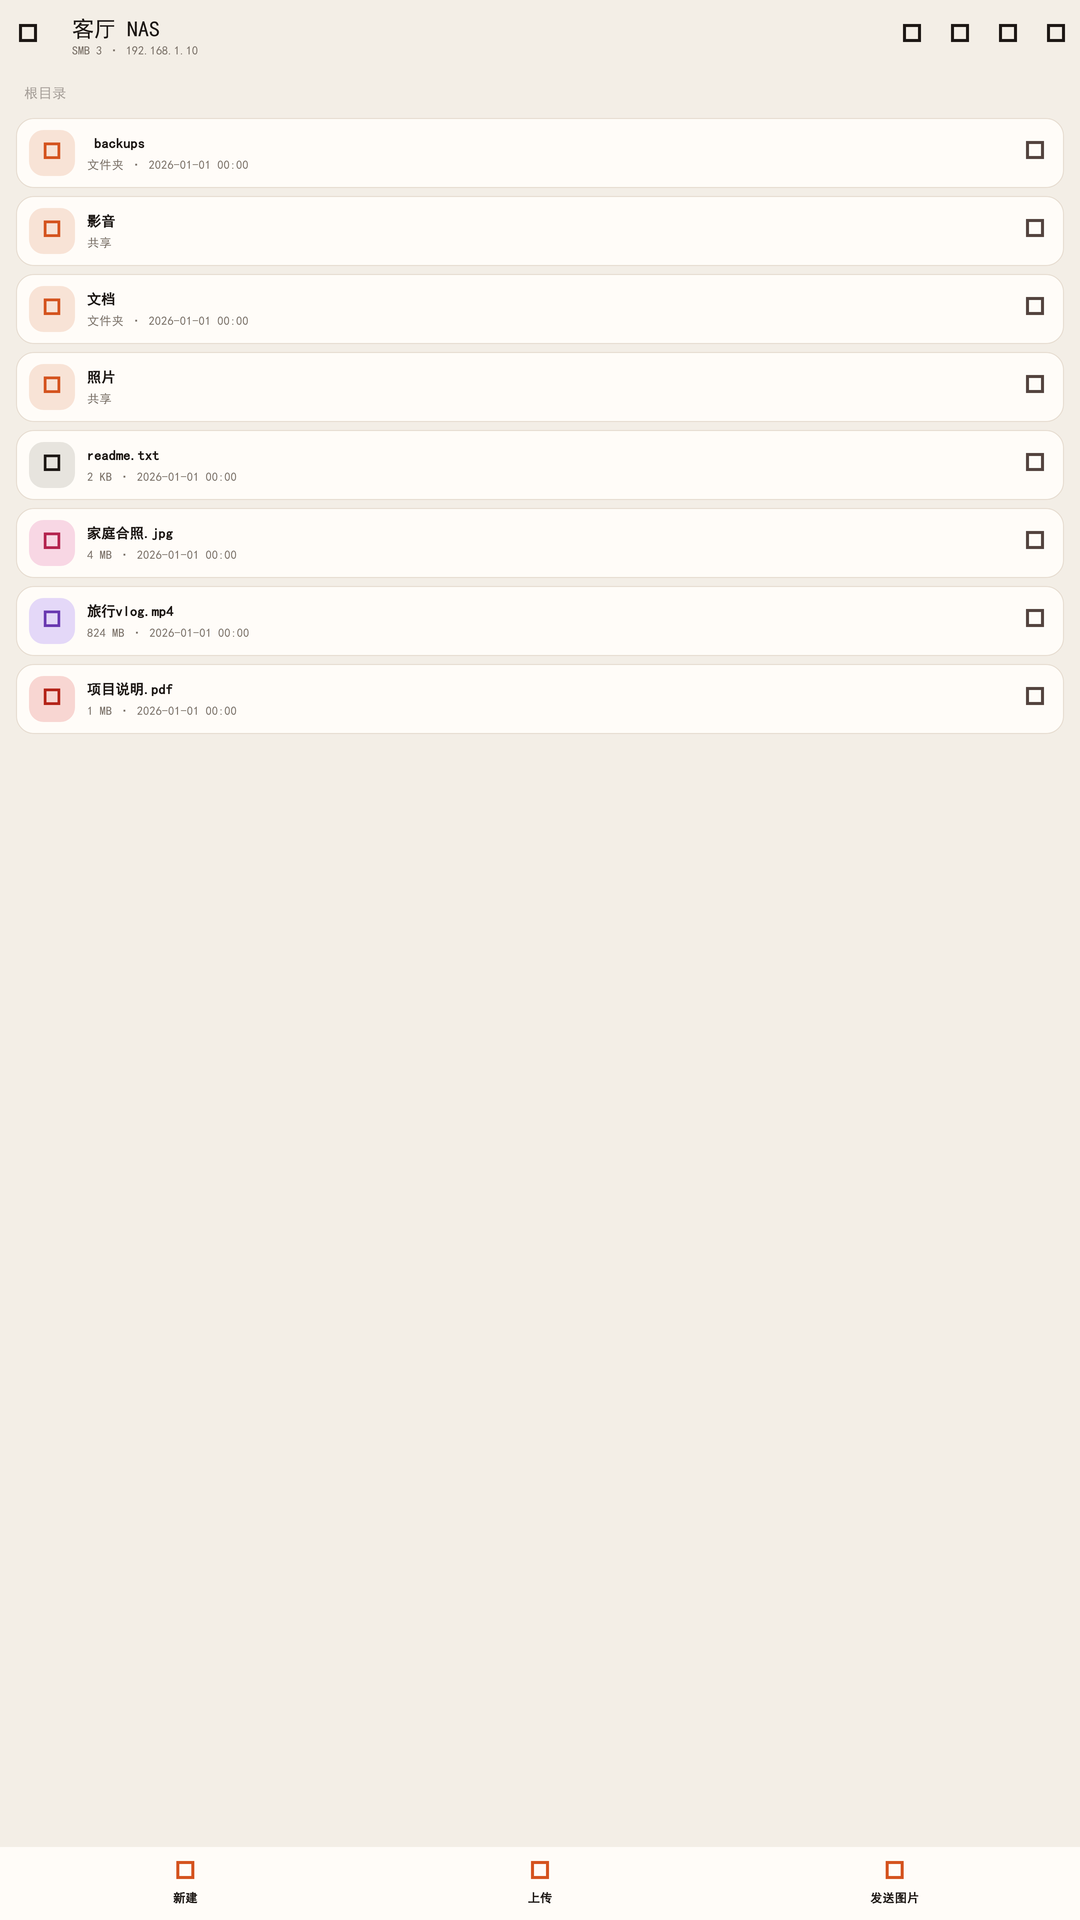 客厅 NAS
SMB 3 · 192.168.1.10
根目录
backups
文件夹 · 2026-01-01 00:00
影音
共享
文档
文件夹 · 2026-01-01 00:00
照片
共享
readme.txt
2 KB · 2026-01-01 00:00
家庭合照.jpg
4 MB · 2026-01-01 00:00
旅行vlog.mp4
824 MB · 2026-01-01 00:00
项目说明.pdf
1 MB · 2026-01-01 00:00
新建 上传 发送图片